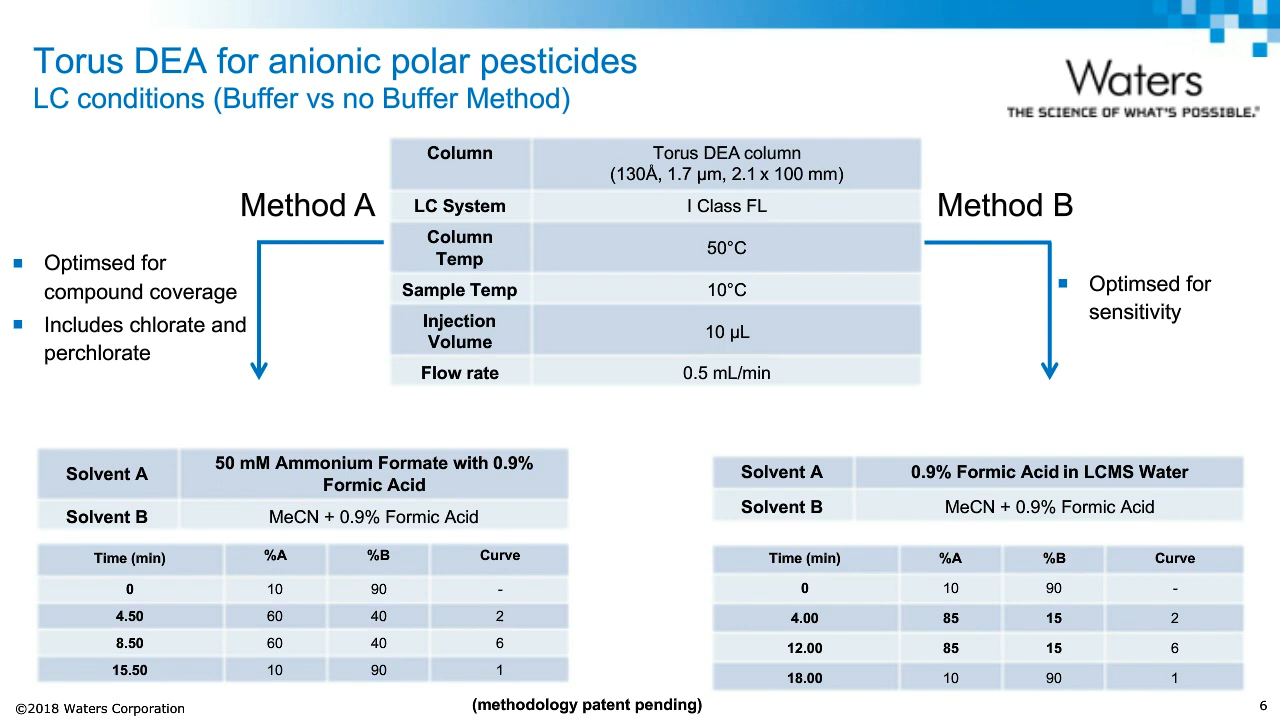 Torus DEA for anionic polar pesticides
LC conditions (Buffer vs no Buffer Method)
Waters
THE SCIENCE OF WHAT'S POSSIBLE.®
Column Torus DEA column
(130Å, 1.7 µm, 2.1 x 100 mm)
LC System I Class FL
Column
Temp
50°C
Sample Temp 10°C
Injection
Volume
10 µL
Flow rate 0.5 mL/min
Method A
Optimsed for
compound coverage
Includes chlorate and
perchlorate
Method B
Optimsed for
sensitivity
Solvent A 50 mM Ammonium Formate with 0.9%
Formic Acid
Solvent B MeCN + 0.9% Formic Acid
Time (min) %A %B Curve
0 10 90 -
4.50 60 40 2
8.50 60 40 6
15.50 10 90 1
Solvent A 0.9% Formic Acid in LCMS Water
Solvent B MeCN + 0.9% Formic Acid
Time (min) %A %B Curve
0 10 90 -
4.00 85 15 2
12.00 85 15 6
18.00 10 90 1
©2018 Waters Corporation
(methodology patent pending)
6